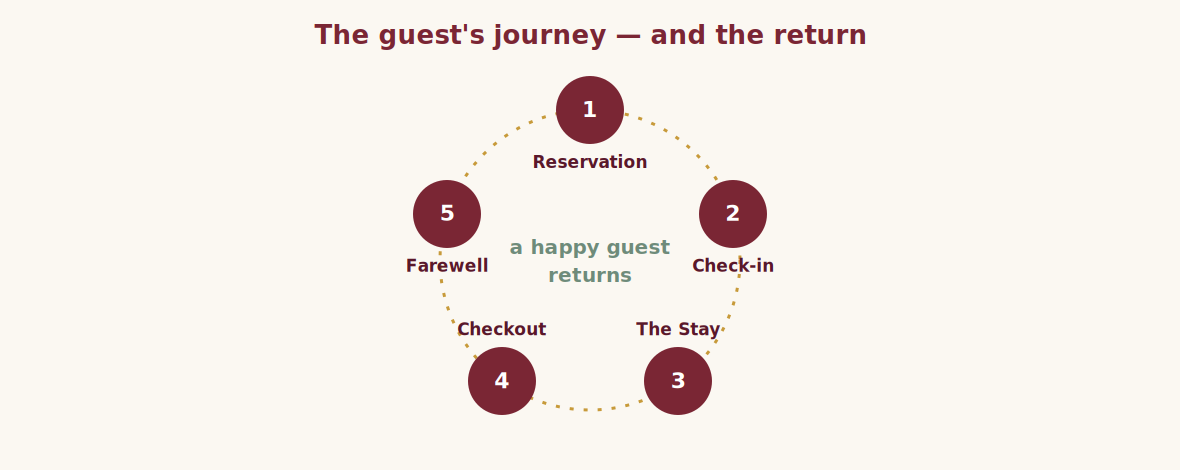 The guest's journey — and the return
1
Reservation
2
Check-in
3
The Stay
4
Checkout
5
Farewell
a happy guest
returns